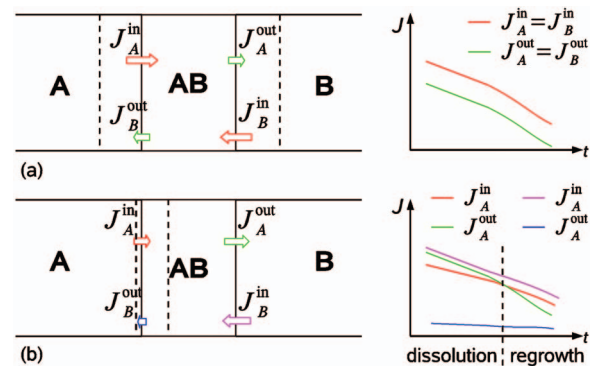 J_A^in
J_A^out
A
AB
B
J_B^out
J_B^in
(a)
J
J_A^in = J_B^in
J_A^out = J_B^out
t
J_A^in
J_A^out
A
AB
B
J_B^out
J_B^in
(b)
J_A^in J_A^in
J_A^out J_A^out
J
t
dissolution regrowth